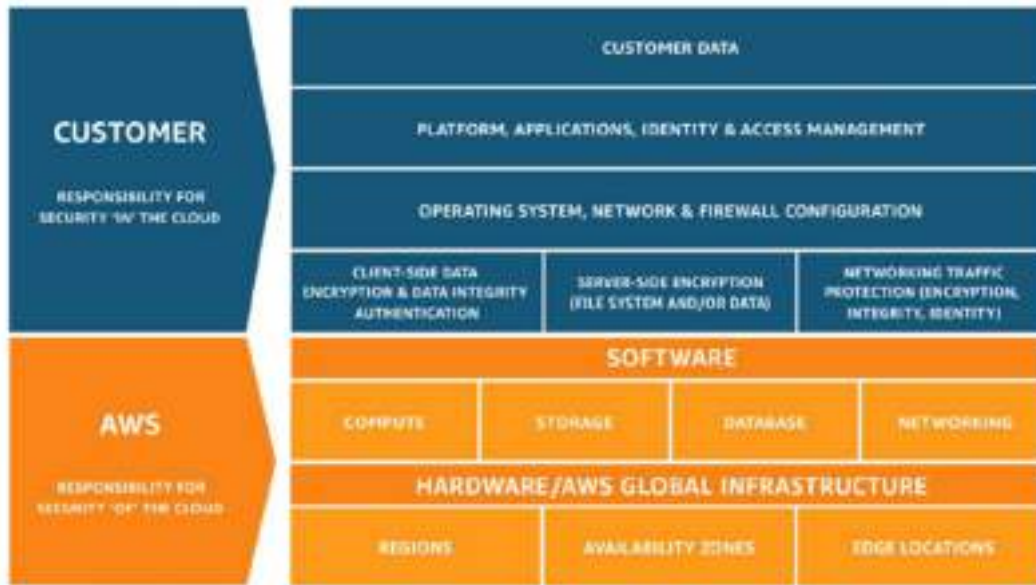 CUSTOMER
RESPONSIBILITY FOR
SECURITY 'IN' THE CLOUD
CUSTOMER DATA
PLATFORM, APPLICATIONS, IDENTITY & ACCESS MANAGEMENT
OPERATING SYSTEM, NETWORK & FIREWALL CONFIGURATION
CLIENT-SIDE DATA
ENCRYPTION & DATA INTEGRITY
AUTHENTICATION
SERVER-SIDE ENCRYPTION
(FILE SYSTEM AND/OR DATA)
NETWORKING TRAFFIC
PROTECTION (ENCRYPTION,
INTEGRITY, IDENTITY)
AWS
RESPONSIBILITY FOR
SECURITY 'OF' THE CLOUD
SOFTWARE
COMPUTE
STORAGE
DATABASE
NETWORKING
HARDWARE/AWS GLOBAL INFRASTRUCTURE
REGIONS
AVAILABILITY ZONES
EDGE LOCATIONS